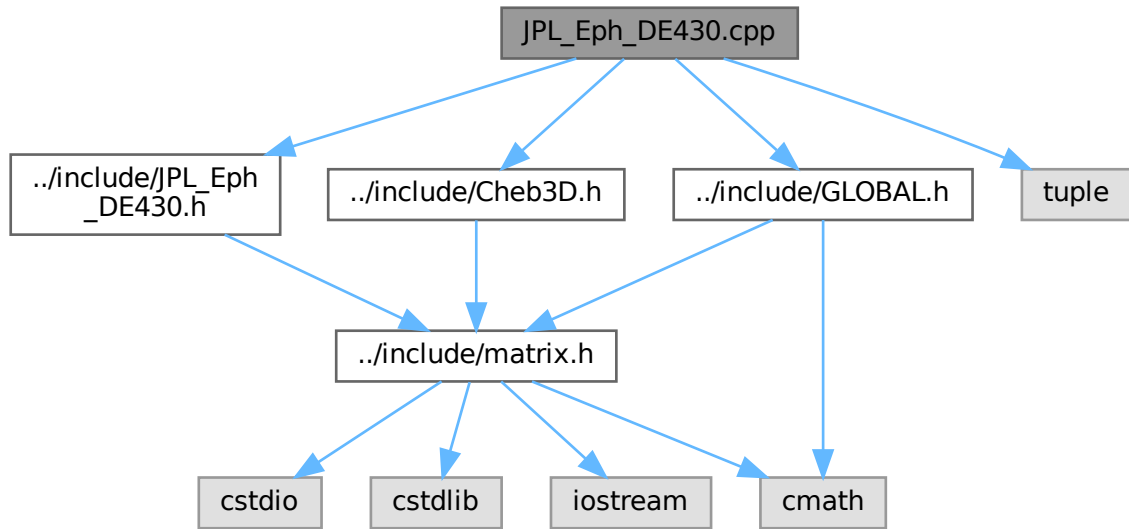 JPL_Eph_DE430.cpp
../include/JPL_Eph
_DE430.h
../include/Cheb3D.h
../include/GLOBAL.h
tuple
../include/matrix.h
cstdio
cstdlib
iostream
cmath